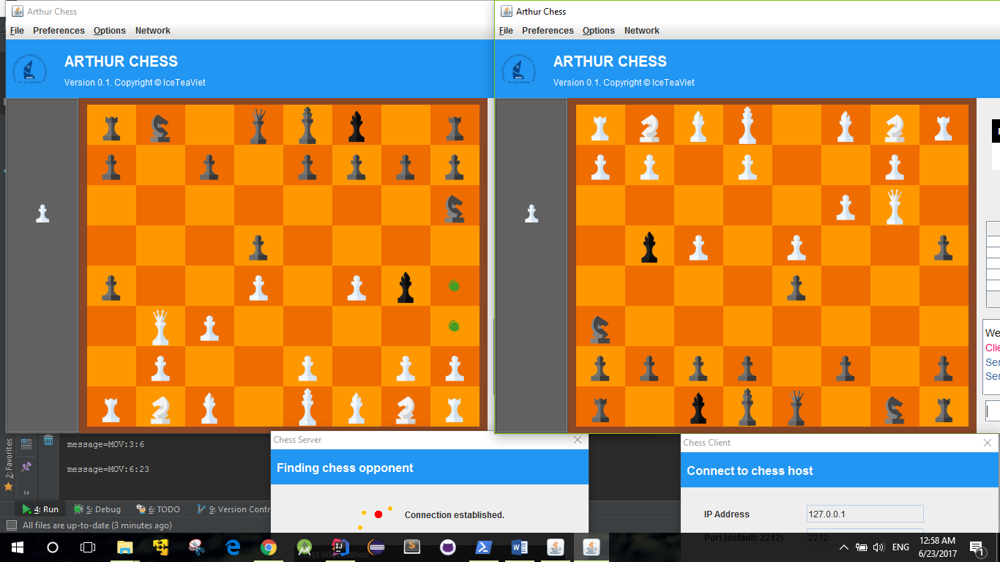 Arthur Chess
File Preferences Options Network
ARTHUR CHESS
Version 0.1. Copyright © IceTeaViet
Arthur Chess
File Preferences Options Network
ARTHUR CHESS
Version 0.1. Copyright © IceTeaViet
We
Clie
Ser
Ser
2: Favorites
message=MOV:3:6
message=MOV:6:23
4: Run 5: Debug 6: TODO 9: Version Contr
All files are up-to-date (3 minutes ago)
Chess Server
Finding chess opponent
Connection established.
Host Information
Chess Client
Connect to chess host
IP Address 127.0.0.1
Port (default: 2212) 2212
ENG
12:58 AM
6/23/2017
1